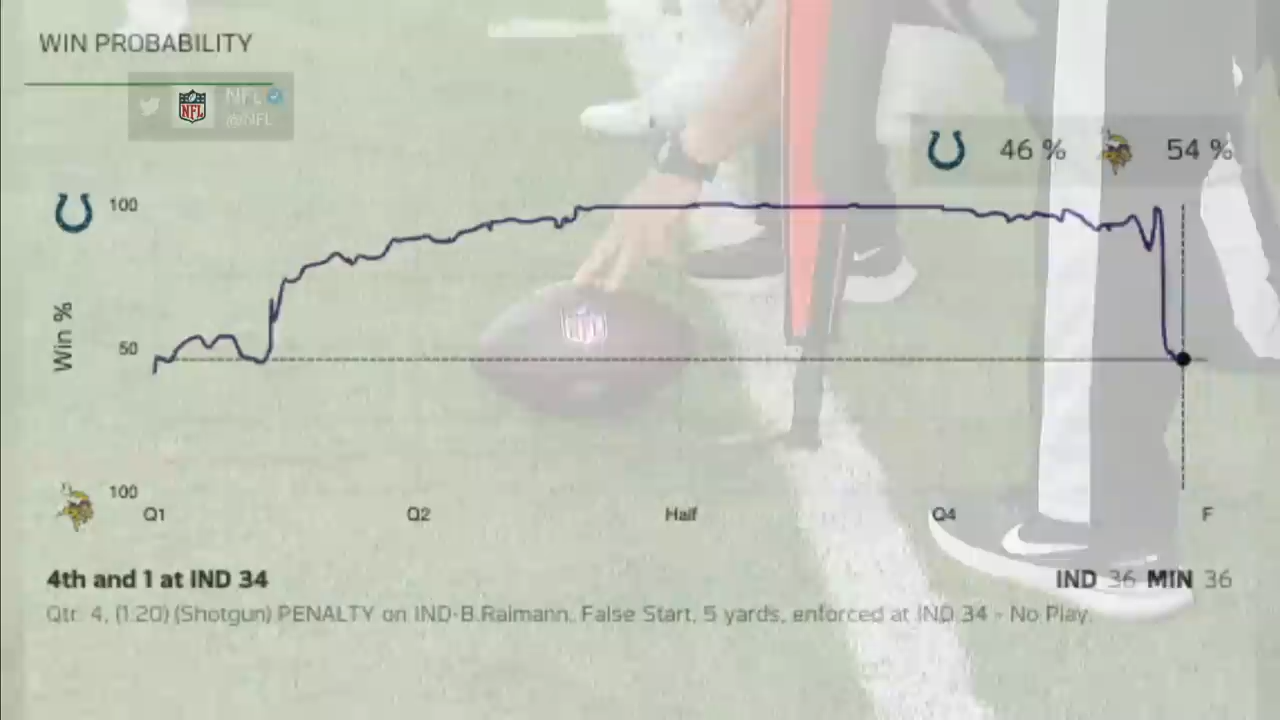 WIN PROBABILITY
NFL
@NFL
46 % 54 %
100
Win %
50
100
Q1 Q2 Half Q4 F
4th and 1 at IND 34 IND 36 MIN 36
Qtr. 4, (1:20) (Shotgun) PENALTY on IND-B.Raimann, False Start, 5 yards, enforced at IND 34 - No Play.
NFL
NFL